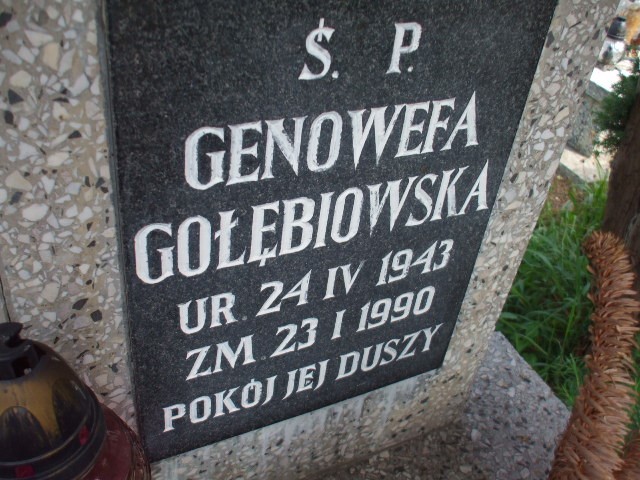 Ś. P.
GENOWEFA
GOŁĘBIOWSKA
UR. 24 IV 1943
ZM. 23 I 1990
POKÓJ JEJ DUSZY